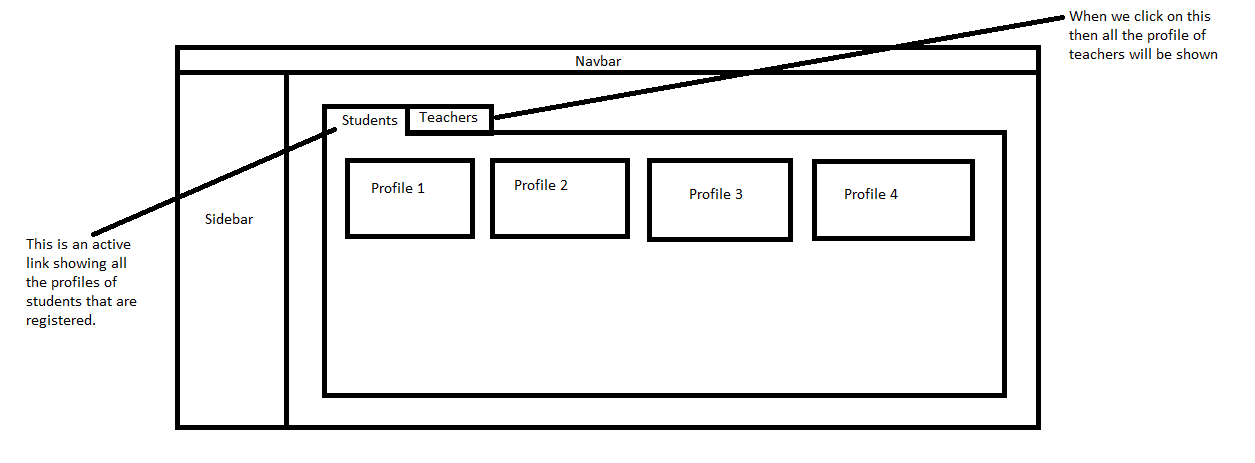 When we click on this
then all the profile of
teachers will be shown
Navbar
Students
Teachers
Profile 1
Profile 2
Profile 3
Profile 4
Sidebar
This is an active
link showing all
the profiles of
students that are
registered.